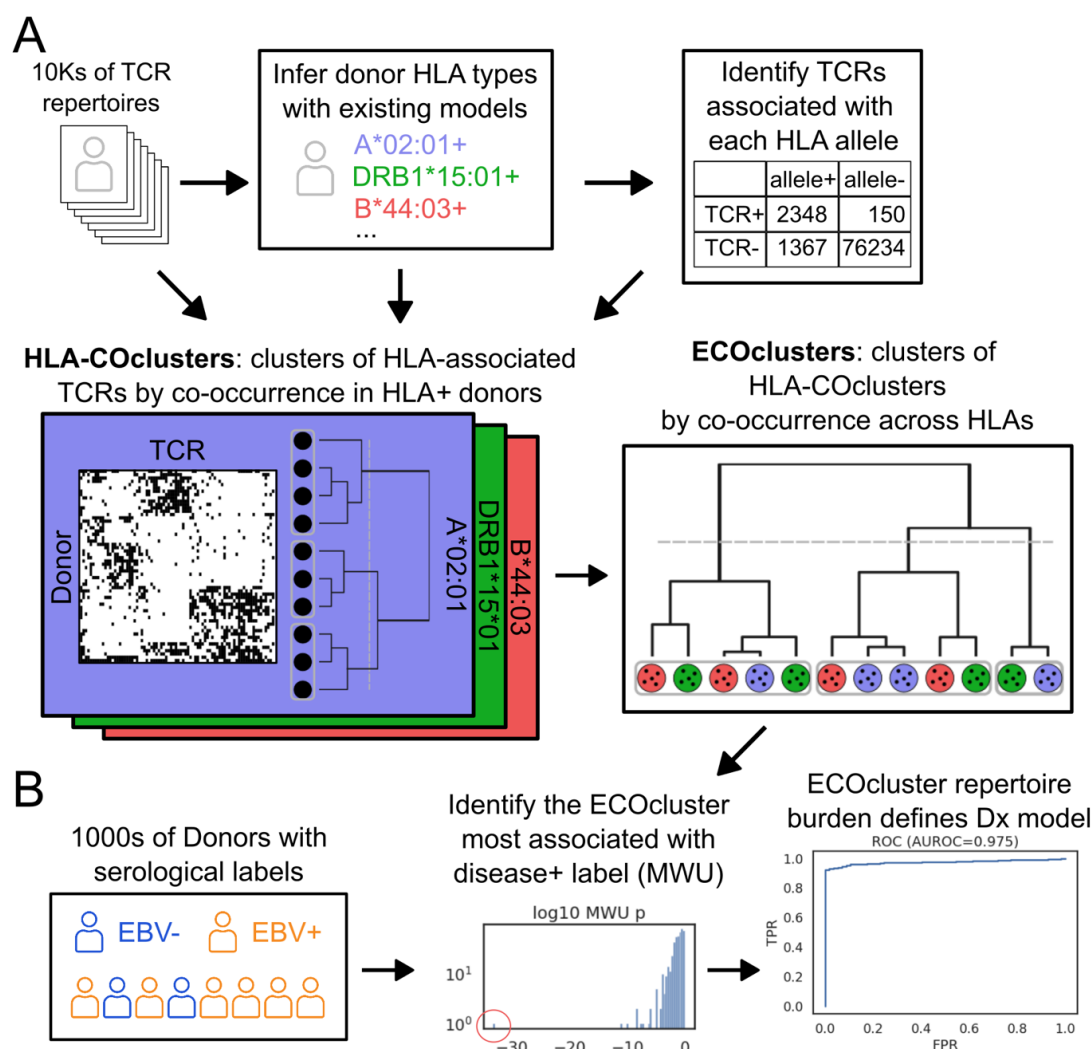 A
10Ks of TCR
repertoires
Infer donor HLA types
with existing models
A*02:01+
DRB1*15:01+
B*44:03+
...
Identify TCRs
associated with
each HLA allele
allele+ allele-
TCR+ 2348 150
TCR- 1367 76234
HLA-COclusters: clusters of HLA-associated
TCRs by co-occurrence in HLA+ donors
TCR
Donor
A*02:01
DRB1*15*01
B*44:03
ECOclusters: clusters of
HLA-COclusters
by co-occurrence across HLAs
B
1000s of Donors with
serological labels
EBV- EBV+
Identify the ECOcluster
most associated with
disease+ label (MWU)
log10 MWU p
10¹
10⁰
−30 −20 −10 0
ECOcluster repertoire
burden defines Dx model
ROC (AUROC=0.975)
TPR
1.0
0.8
0.6
0.4
0.2
0.0
0.0 0.2 0.4 0.6 0.8 1.0
FPR